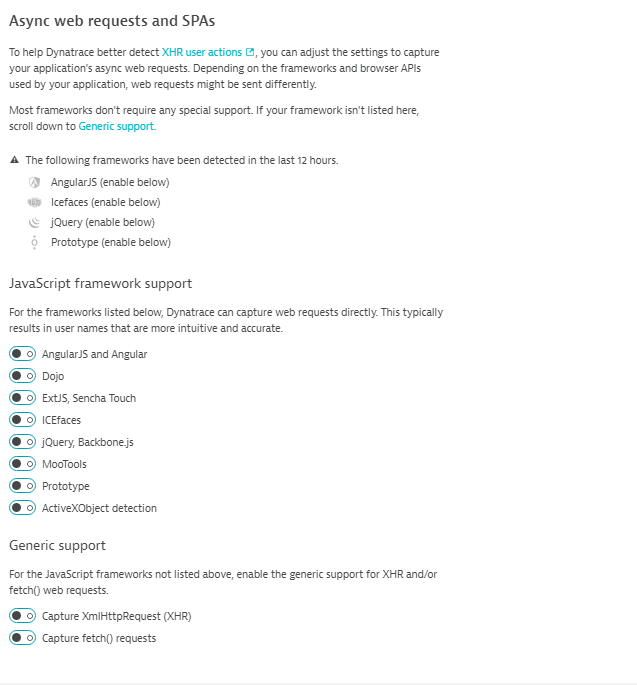 Async web requests and SPAs
To help Dynatrace better detect XHR user actions, you can adjust the settings to capture
your application's async web requests. Depending on the frameworks and browser APIs
used by your application, web requests might be sent differently.
Most frameworks don't require any special support. If your framework isn't listed here,
scroll down to Generic support.
The following frameworks have been detected in the last 12 hours.
AngularJS (enable below)
Icefaces (enable below)
jQuery (enable below)
Prototype (enable below)
JavaScript framework support
For the frameworks listed below, Dynatrace can capture web requests directly. This typically
results in user names that are more intuitive and accurate.
AngularJS and Angular
Dojo
ExtJS, Sencha Touch
ICEfaces
jQuery, Backbone.js
MooTools
Prototype
ActiveXObject detection
Generic support
For the JavaScript frameworks not listed above, enable the generic support for XHR and/or
fetch() web requests.
Capture XmlHttpRequest (XHR)
Capture fetch() requests